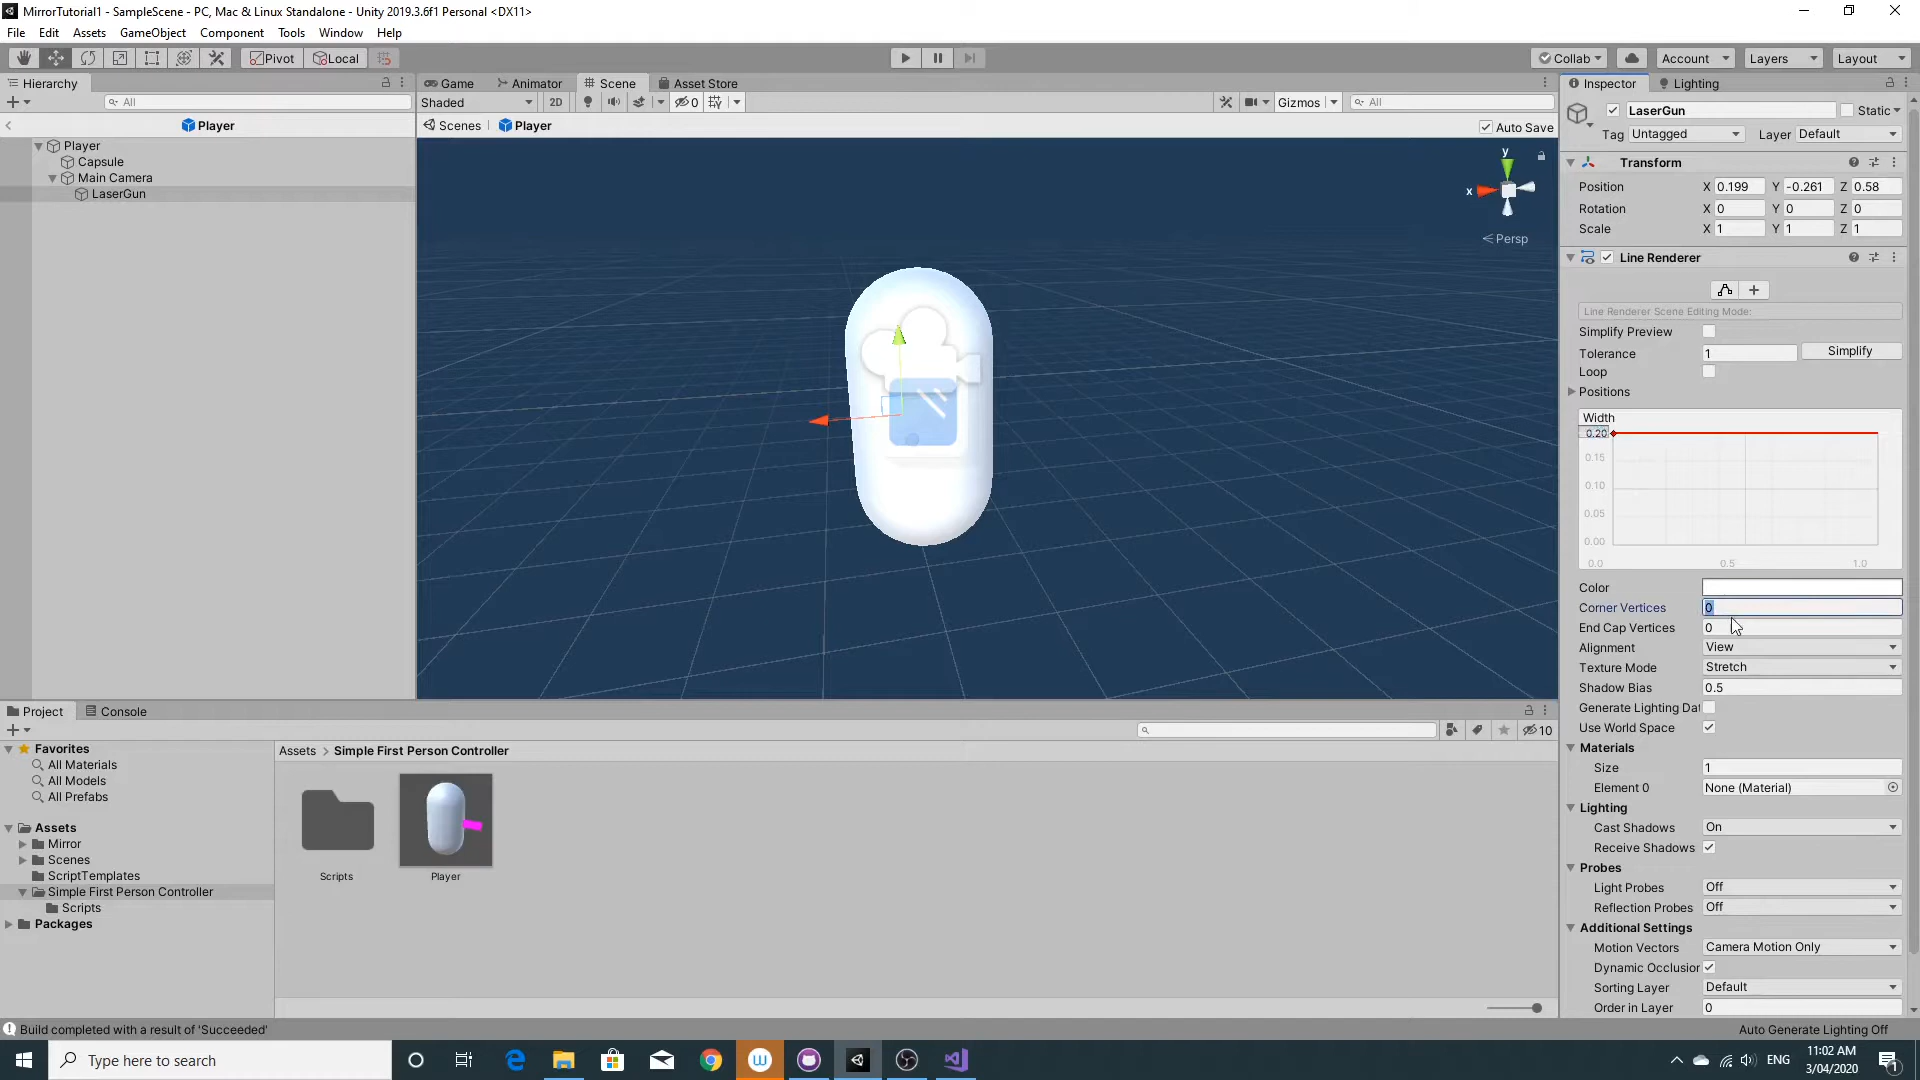 MirrorTutorial1 - SampleScene - PC, Mac & Linux Standalone - Unity 2019.3.6f1 Personal <DX11>
File Edit Assets GameObject Component Tools Window Help
Pivot Local Collab Account Layers Layout
Hierarchy
All
Player
Player
Capsule
Main Camera
LaserGun
Game Animator Scene Asset Store
Shaded 2D 0 Gizmos All
Scenes Player Auto Save
y
x
Persp
Inspector Lighting
LaserGun Static
Tag Untagged Layer Default
Transform
Position X 0.199 Y -0.261 Z 0.58
Rotation X 0 Y 0 Z 0
Scale X 1 Y 1 Z 1
Line Renderer
Line Renderer Scene Editing Mode:
Simplify Preview
Tolerance 1 Simplify
Loop
Positions
Width
0.20
0.15
0.10
0.05
0.00
0.0 0.5 1.0
Color
Corner Vertices 0
End Cap Vertices 0
Alignment View
Texture Mode Stretch
Shadow Bias 0.5
Generate Lighting Dat
Use World Space
Materials
Size 1
Element 0 None (Material)
Lighting
Cast Shadows On
Receive Shadows
Probes
Light Probes Off
Reflection Probes Off
Additional Settings
Motion Vectors Camera Motion Only
Dynamic Occlusion
Sorting Layer Default
Order in Layer 0
Project Console
10
Favorites
All Materials
All Models
All Prefabs
Assets
Mirror
Scenes
ScriptTemplates
Simple First Person Controller
Scripts
Packages
Assets > Simple First Person Controller
Scripts Player
Build completed with a result of 'Succeeded'
Auto Generate Lighting Off
Type here to search
ENG
11:02 AM
3/04/2020
1